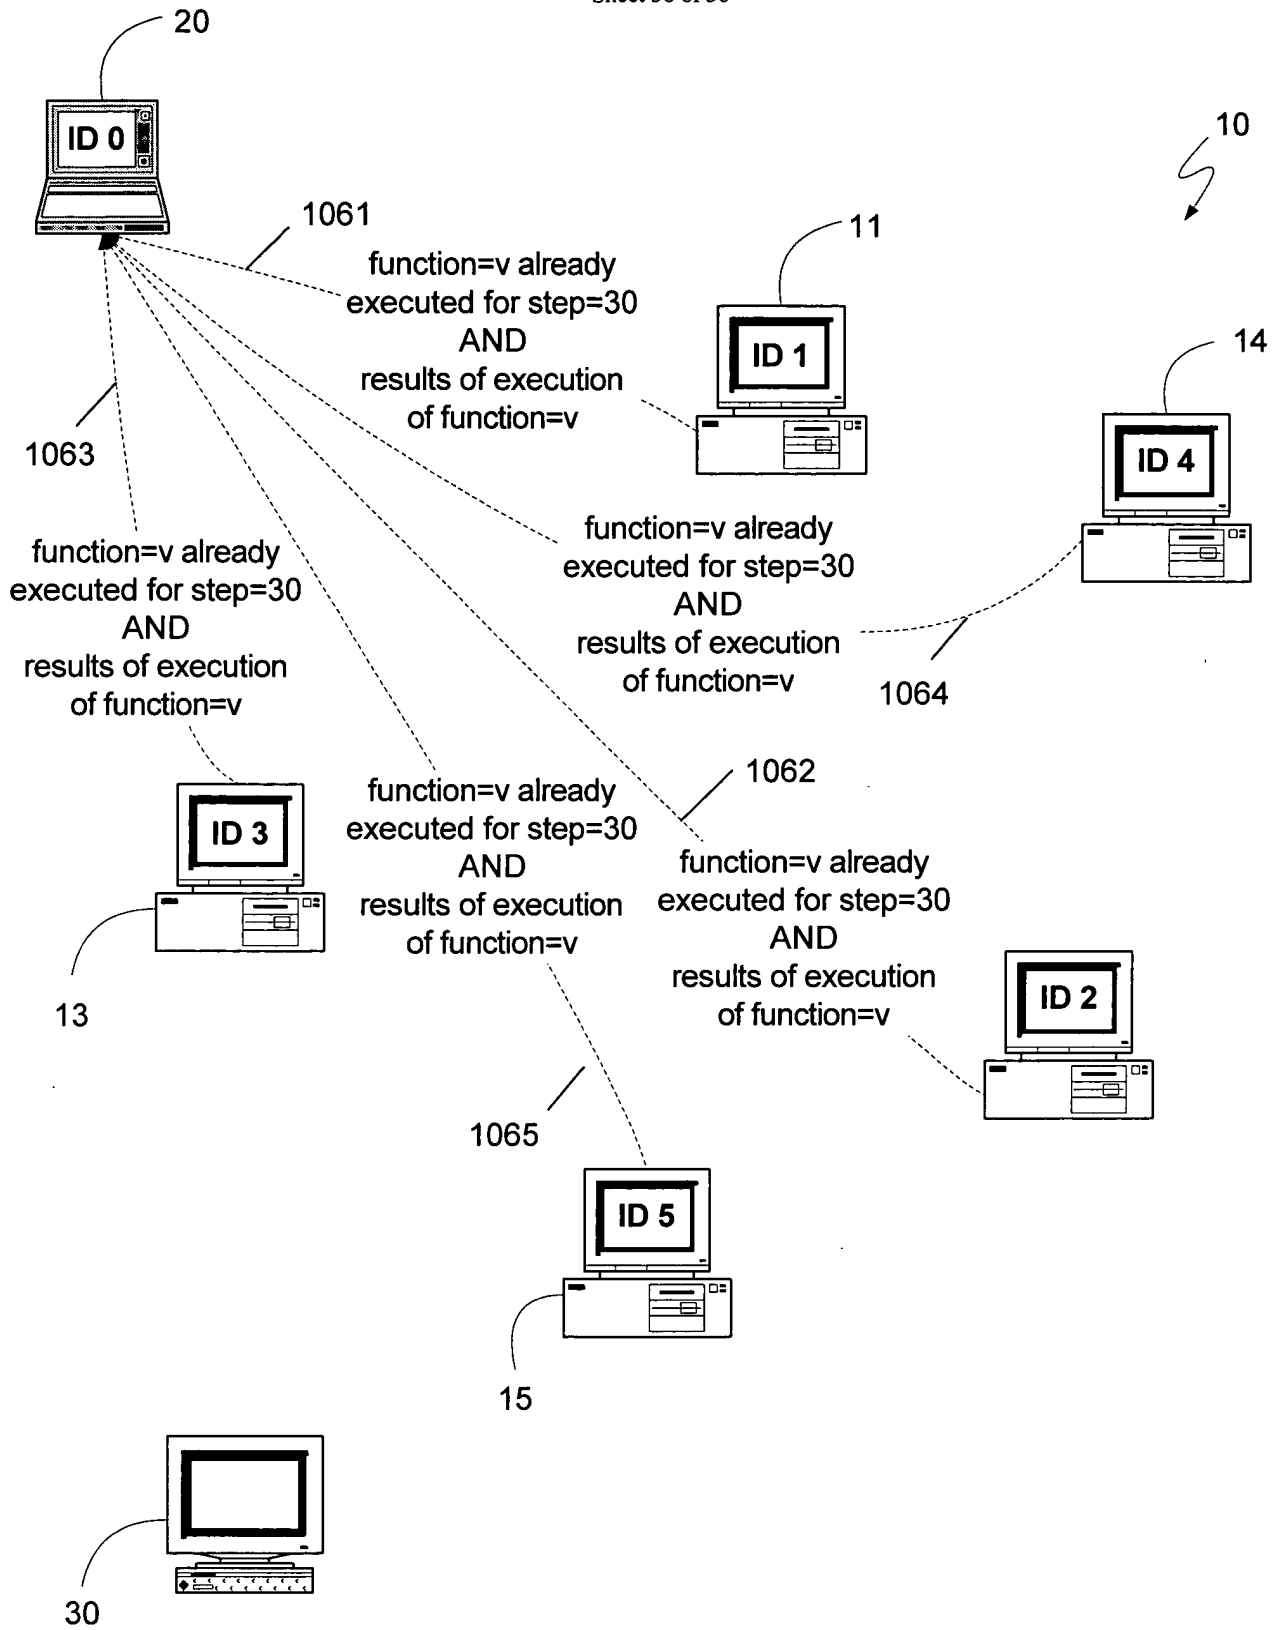 20
ID 0
10
1061
11
function=v already
executed for step=30
AND
results of execution
of function=v
ID 1
14
ID 4
1063
function=v already
executed for step=30
AND
results of execution
of function=v
function=v already
executed for step=30
AND
results of execution
of function=v
1064
1062
ID 3
function=v already
executed for step=30
AND
results of execution
of function=v
function=v already
executed for step=30
AND
results of execution
of function=v
13
ID 2
1065
ID 5
15
30